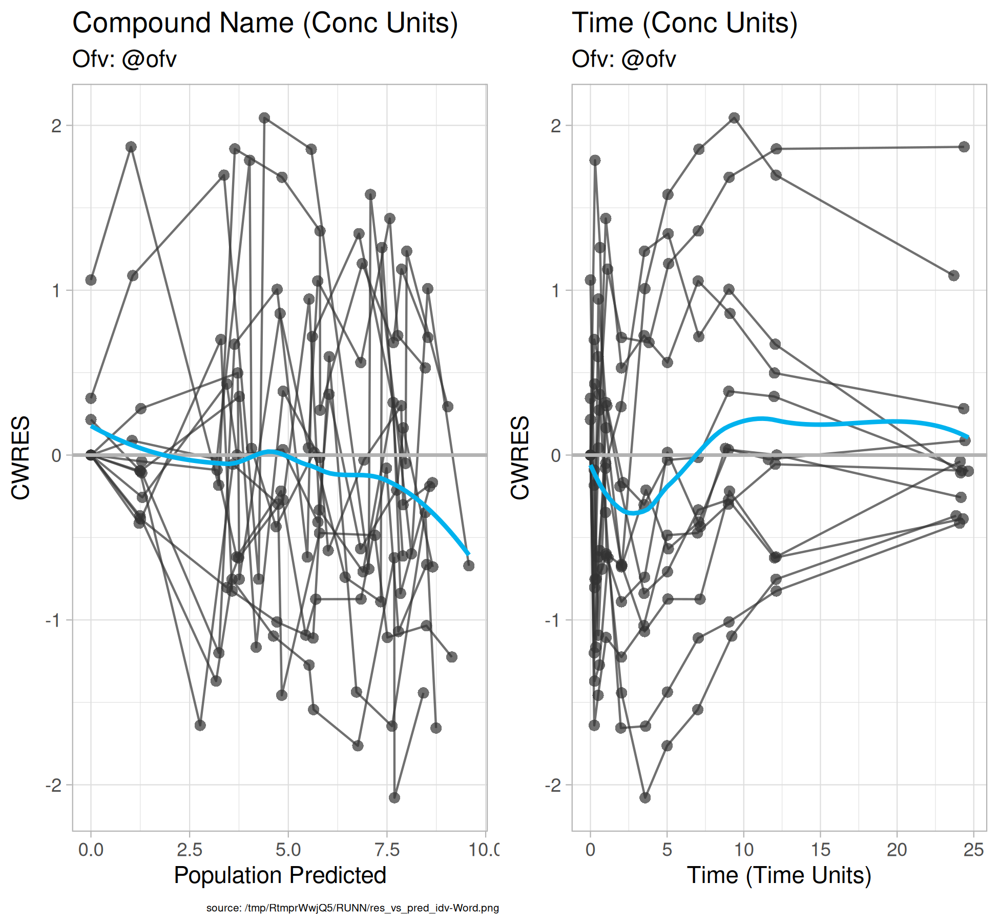 Compound Name (Conc Units)
Ofv: @ofv
CWRES
2
1
0
-1
-2
0.0 2.5 5.0 7.5 10.0
Population Predicted
source: /tmp/RtmprWwjQ5/RUNN/res_vs_pred_idv-Word.png
Time (Conc Units)
Ofv: @ofv
CWRES
2
1
0
-1
-2
0 5 10 15 20 25
Time (Time Units)